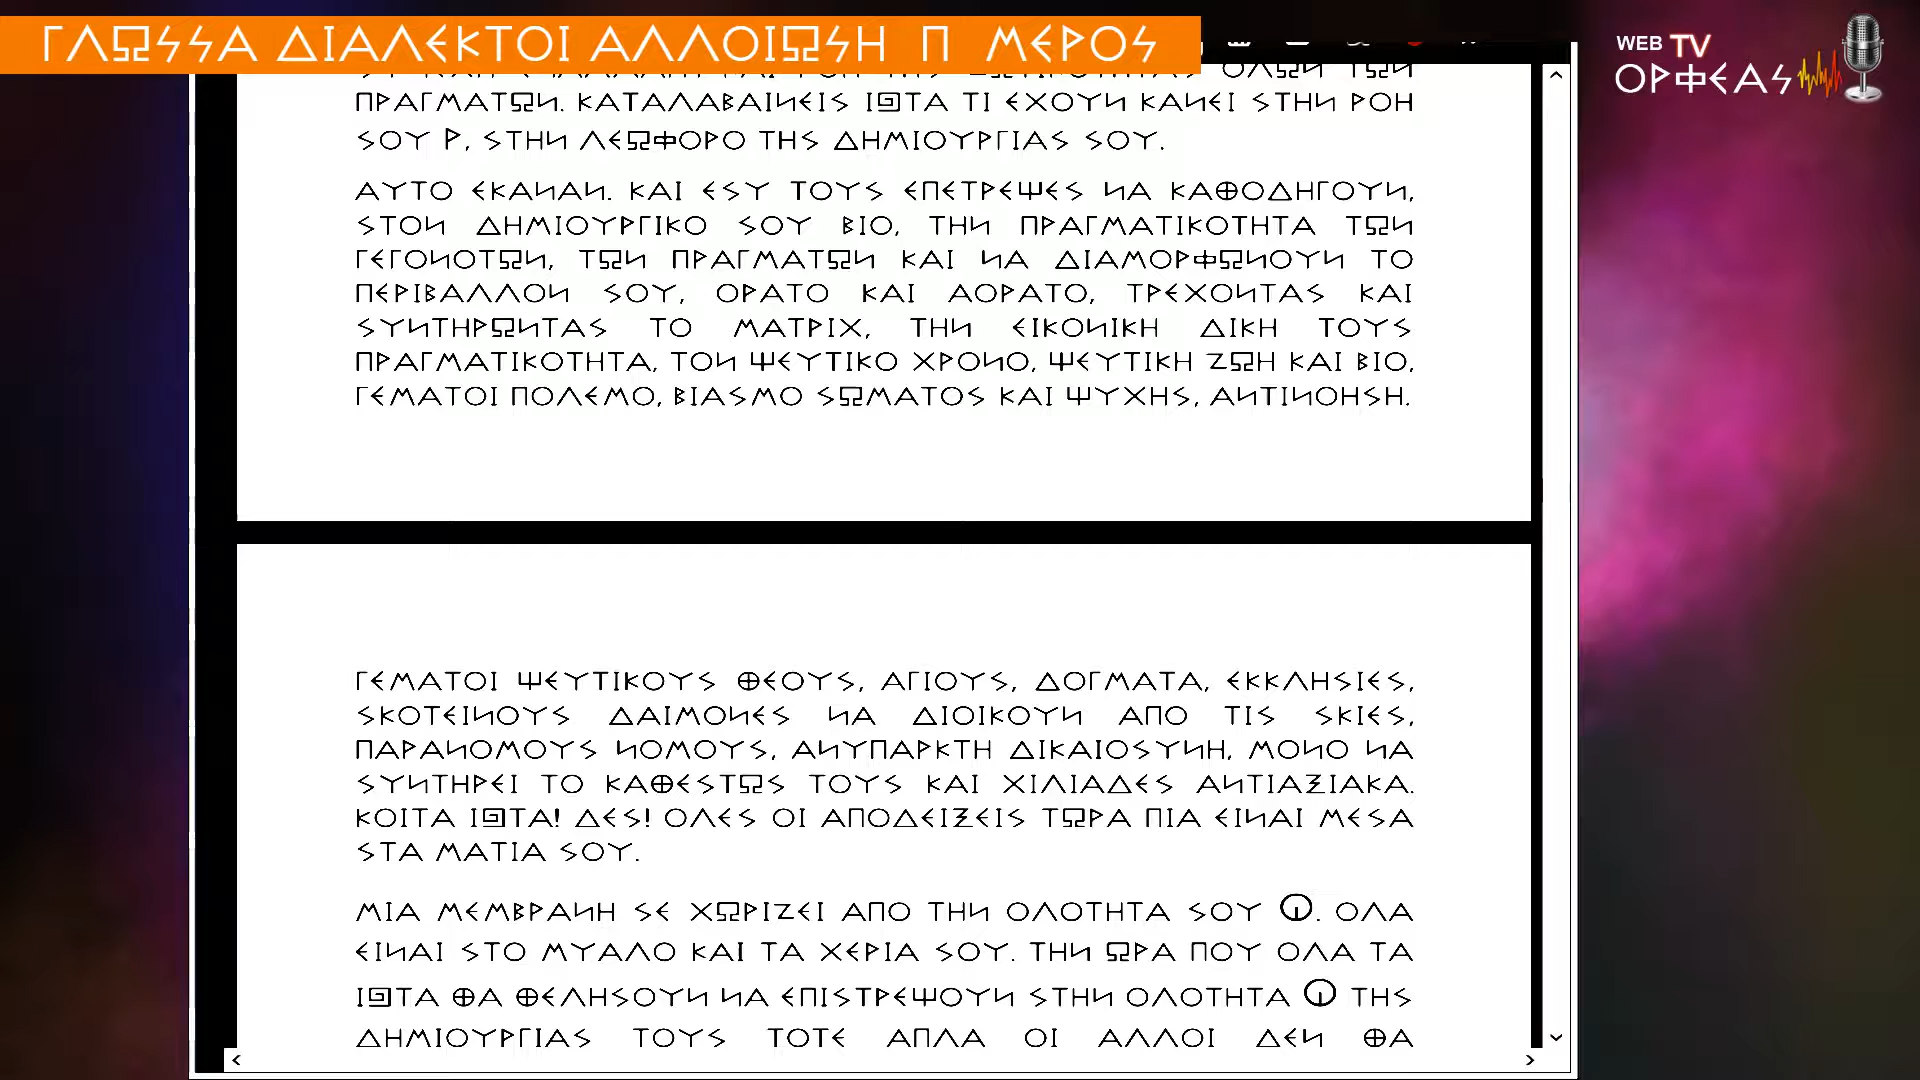 ΓΛΩΣΣΑ ΔΙΑΛΕΚΤΟΙ ΑΛΛΟΙΩΣΗ Π ΜΕΡΟΣ
WEB TV
ΟΡΦΕΑΣ
ΟΛΩΝ ΤΩΝ
ΠΡΑΓΜΑΤΩΝ. ΚΑΤΑΛΑΒΑΙΝΕΙΣ ΙΩΤΑ ΤΙ ΕΧΟΥΝ ΚΑΝΕΙ ΣΤΗΝ ΡΟΗ
ΣΟΥ Ρ, ΣΤΗΝ ΛΕΩΦΟΡΟ ΤΗΣ ΔΗΜΙΟΥΡΓΙΑΣ ΣΟΥ.
ΑΥΤΟ ΕΚΑΝΑΝ. ΚΑΙ ΕΣΥ ΤΟΥΣ ΕΠΕΤΡΕΨΕΣ ΝΑ ΚΑΘΟΔΗΓΟΥΝ,
ΣΤΟΝ ΔΗΜΙΟΥΡΓΙΚΟ ΣΟΥ ΒΙΟ, ΤΗΝ ΠΡΑΓΜΑΤΙΚΟΤΗΤΑ ΤΩΝ
ΓΕΓΟΝΟΤΩΝ, ΤΩΝ ΠΡΑΓΜΑΤΩΝ ΚΑΙ ΝΑ ΔΙΑΜΟΡΦΩΝΟΥΝ ΤΟ
ΠΕΡΙΒΑΛΛΟΝ ΣΟΥ, ΟΡΑΤΟ ΚΑΙ ΑΟΡΑΤΟ, ΤΡΕΧΟΝΤΑΣ ΚΑΙ
ΣΥΝΤΗΡΩΝΤΑΣ ΤΟ ΜΑΤΡΙΧ, ΤΗΝ ΕΙΚΟΝΙΚΗ ΔΙΚΗ ΤΟΥΣ
ΠΡΑΓΜΑΤΙΚΟΤΗΤΑ, ΤΟΝ ΨΕΥΤΙΚΟ ΧΡΟΝΟ, ΨΕΥΤΙΚΗ ΖΩΗ ΚΑΙ ΒΙΟ,
ΓΕΜΑΤΟΙ ΠΟΛΕΜΟ, ΒΙΑΣΜΟ ΣΩΜΑΤΟΣ ΚΑΙ ΨΥΧΗΣ, ΑΝΤΙΝΟΗΣΗ.
ΓΕΜΑΤΟΙ ΨΕΥΤΙΚΟΥΣ ΘΕΟΥΣ, ΑΓΙΟΥΣ, ΔΟΓΜΑΤΑ, ΕΚΚΛΗΣΙΕΣ,
ΣΚΟΤΕΙΝΟΥΣ ΔΑΙΜΟΝΕΣ ΝΑ ΔΙΟΙΚΟΥΝ ΑΠΟ ΤΙΣ ΣΚΙΕΣ,
ΠΑΡΑΝΟΜΟΥΣ ΝΟΜΟΥΣ, ΑΝΥΠΑΡΚΤΗ ΔΙΚΑΙΟΣΥΝΗ, ΜΟΝΟ ΝΑ
ΣΥΝΤΗΡΕΙ ΤΟ ΚΑΘΕΣΤΩΣ ΤΟΥΣ ΚΑΙ ΧΙΛΙΑΔΕΣ ΑΝΤΙΑΞΙΑΚΑ.
ΚΟΙΤΑ ΙΩΤΑ! ΔΕΣ! ΟΛΕΣ ΟΙ ΑΠΟΔΕΙΞΕΙΣ ΤΩΡΑ ΠΙΑ ΕΙΝΑΙ ΜΕΣΑ
ΣΤΑ ΜΑΤΙΑ ΣΟΥ.
ΜΙΑ ΜΕΜΒΡΑΝΗ ΣΕ ΧΩΡΙΖΕΙ ΑΠΟ ΤΗΝ ΟΛΟΤΗΤΑ ΣΟΥ. ΟΛΑ
ΕΙΝΑΙ ΣΤΟ ΜΥΑΛΟ ΚΑΙ ΤΑ ΧΕΡΙΑ ΣΟΥ. ΤΗΝ ΩΡΑ ΠΟΥ ΟΛΑ ΤΑ
ΙΩΤΑ ΘΑ ΘΕΛΗΣΟΥΝ ΝΑ ΕΠΙΣΤΡΕΨΟΥΝ ΣΤΗΝ ΟΛΟΤΗΤΑ ΤΗΣ
ΔΗΜΙΟΥΡΓΙΑΣ ΤΟΥΣ ΤΟΤΕ ΑΠΛΑ ΟΙ ΑΛΛΟΙ ΔΕΝ ΘΑ